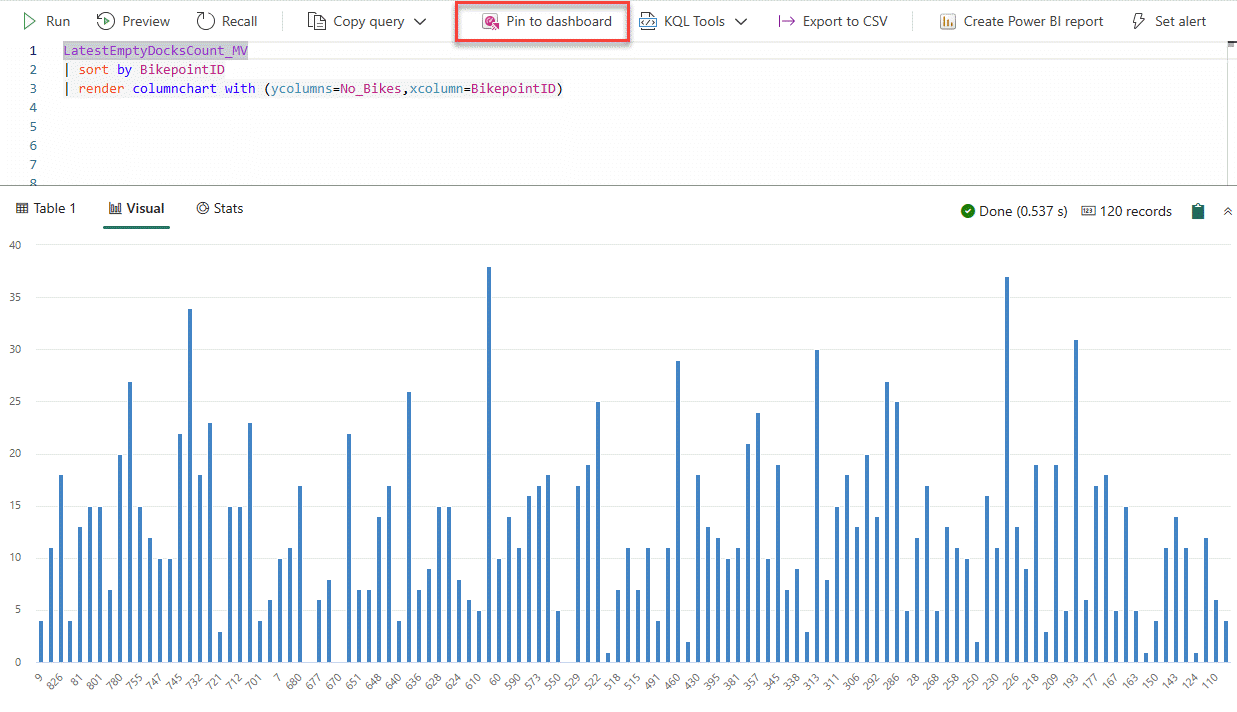 Run Preview Recall Copy query Pin to dashboard KQL Tools Export to CSV Create Power BI report Set alert
1 LatestEmptyDocksCount_MV
2 | sort by BikepointID
3 | render columnchart with (ycolumns=No_Bikes,xcolumn=BikepointID)
4
5
6
7
8
Table 1 Visual Stats Done (0.537 s) 123 120 records
40
35
30
25
20
15
10
5
0
9 826 81 801 780 755 747 745 732 721 712 701 7 680 677 670 651 648 640 636 628 624 610 60 590 573 550 529 522 518 515 491 460 430 395 381 357 345 338 313 311 306 292 286 28 268 258 250 230 226 218 209 193 177 167 163 150 143 124 110